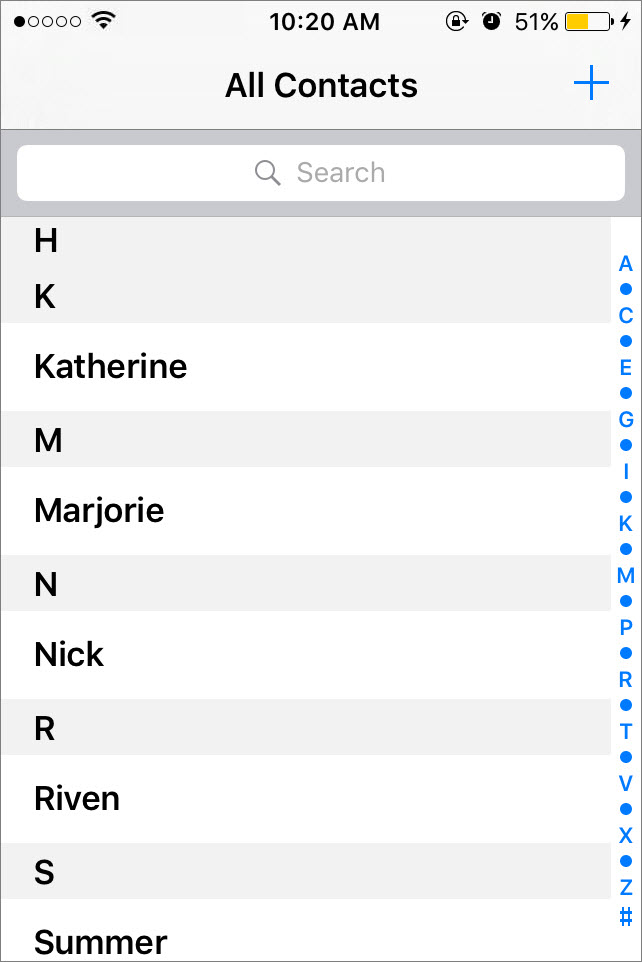 10:20 AM 51%
All Contacts
Search
H
K
Katherine
M
Marjorie
N
Nick
R
Riven
S
Summer
A
C
E
G
I
K
M
P
R
T
V
X
Z
#